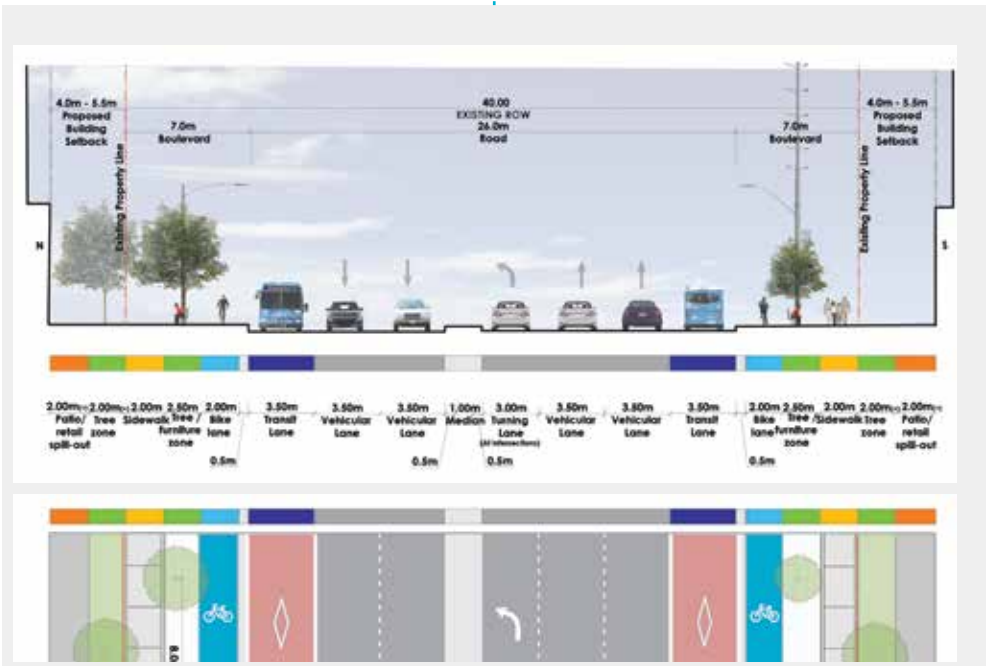 4.0m - 5.5m
Proposed
Building
Setback
Existing Property Line
7.0m
Boulevard
40.00
EXISTING ROW
26.0m
Road
7.0m
Boulevard
Existing Property Line
4.0m - 5.5m
Proposed
Building
Setback
N
S
2.00m(+)
Patio/
retail
spill-out
2.00m(+)
Tree
zone
2.00m
Sidewalk
2.50m
Tree /
furniture
zone
2.00m
Bike
lane
0.5m
3.50m
Transit
Lane
3.50m
Vehicular
Lane
3.50m
Vehicular
Lane
0.5m
1.00m
Median
0.5m
3.00m
Turning
Lane
(At intersections)
3.50m
Vehicular
Lane
3.50m
Vehicular
Lane
3.50m
Transit
Lane
0.5m
2.00m
Bike
lane
2.50m
Tree /
furniture
zone
2.00m
Sidewalk
2.00m(+)
Tree
zone
2.00m(+)
Patio/
retail
spill-out
8.0